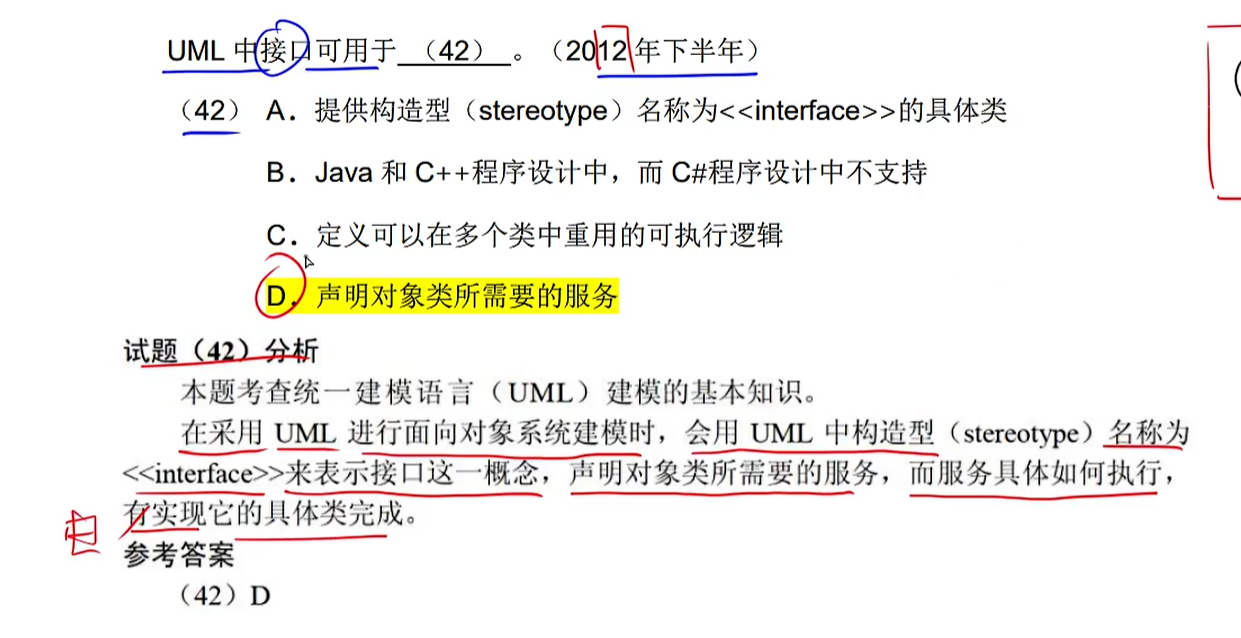 UML 中接口可用于 （42） 。（2012 年下半年）
（42） A．提供构造型（stereotype）名称为<<interface>>的具体类
B．Java 和 C++程序设计中，而 C#程序设计中不支持
C．定义可以在多个类中重用的可执行逻辑
D．声明对象类所需要的服务
试题（42）分析
本题考查统一建模语言（UML）建模的基本知识。
在采用 UML 进行面向对象系统建模时，会用 UML 中构造型（stereotype）名称为
<<interface>>来表示接口这一概念，声明对象类所需要的服务，而服务具体如何执行，
由 有实现它的具体类完成。
参考答案
（42）D